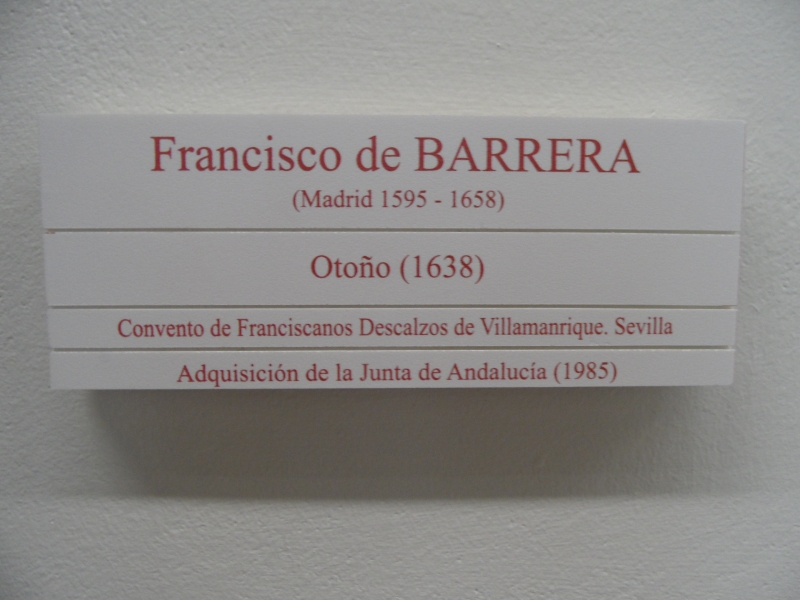 Francisco de BARRERA
(Madrid 1595 - 1658)
Otoño (1638)
Convento de Franciscanos Descalzos de Villamanrique. Sevilla
Adquisición de la Junta de Andalucía (1985)